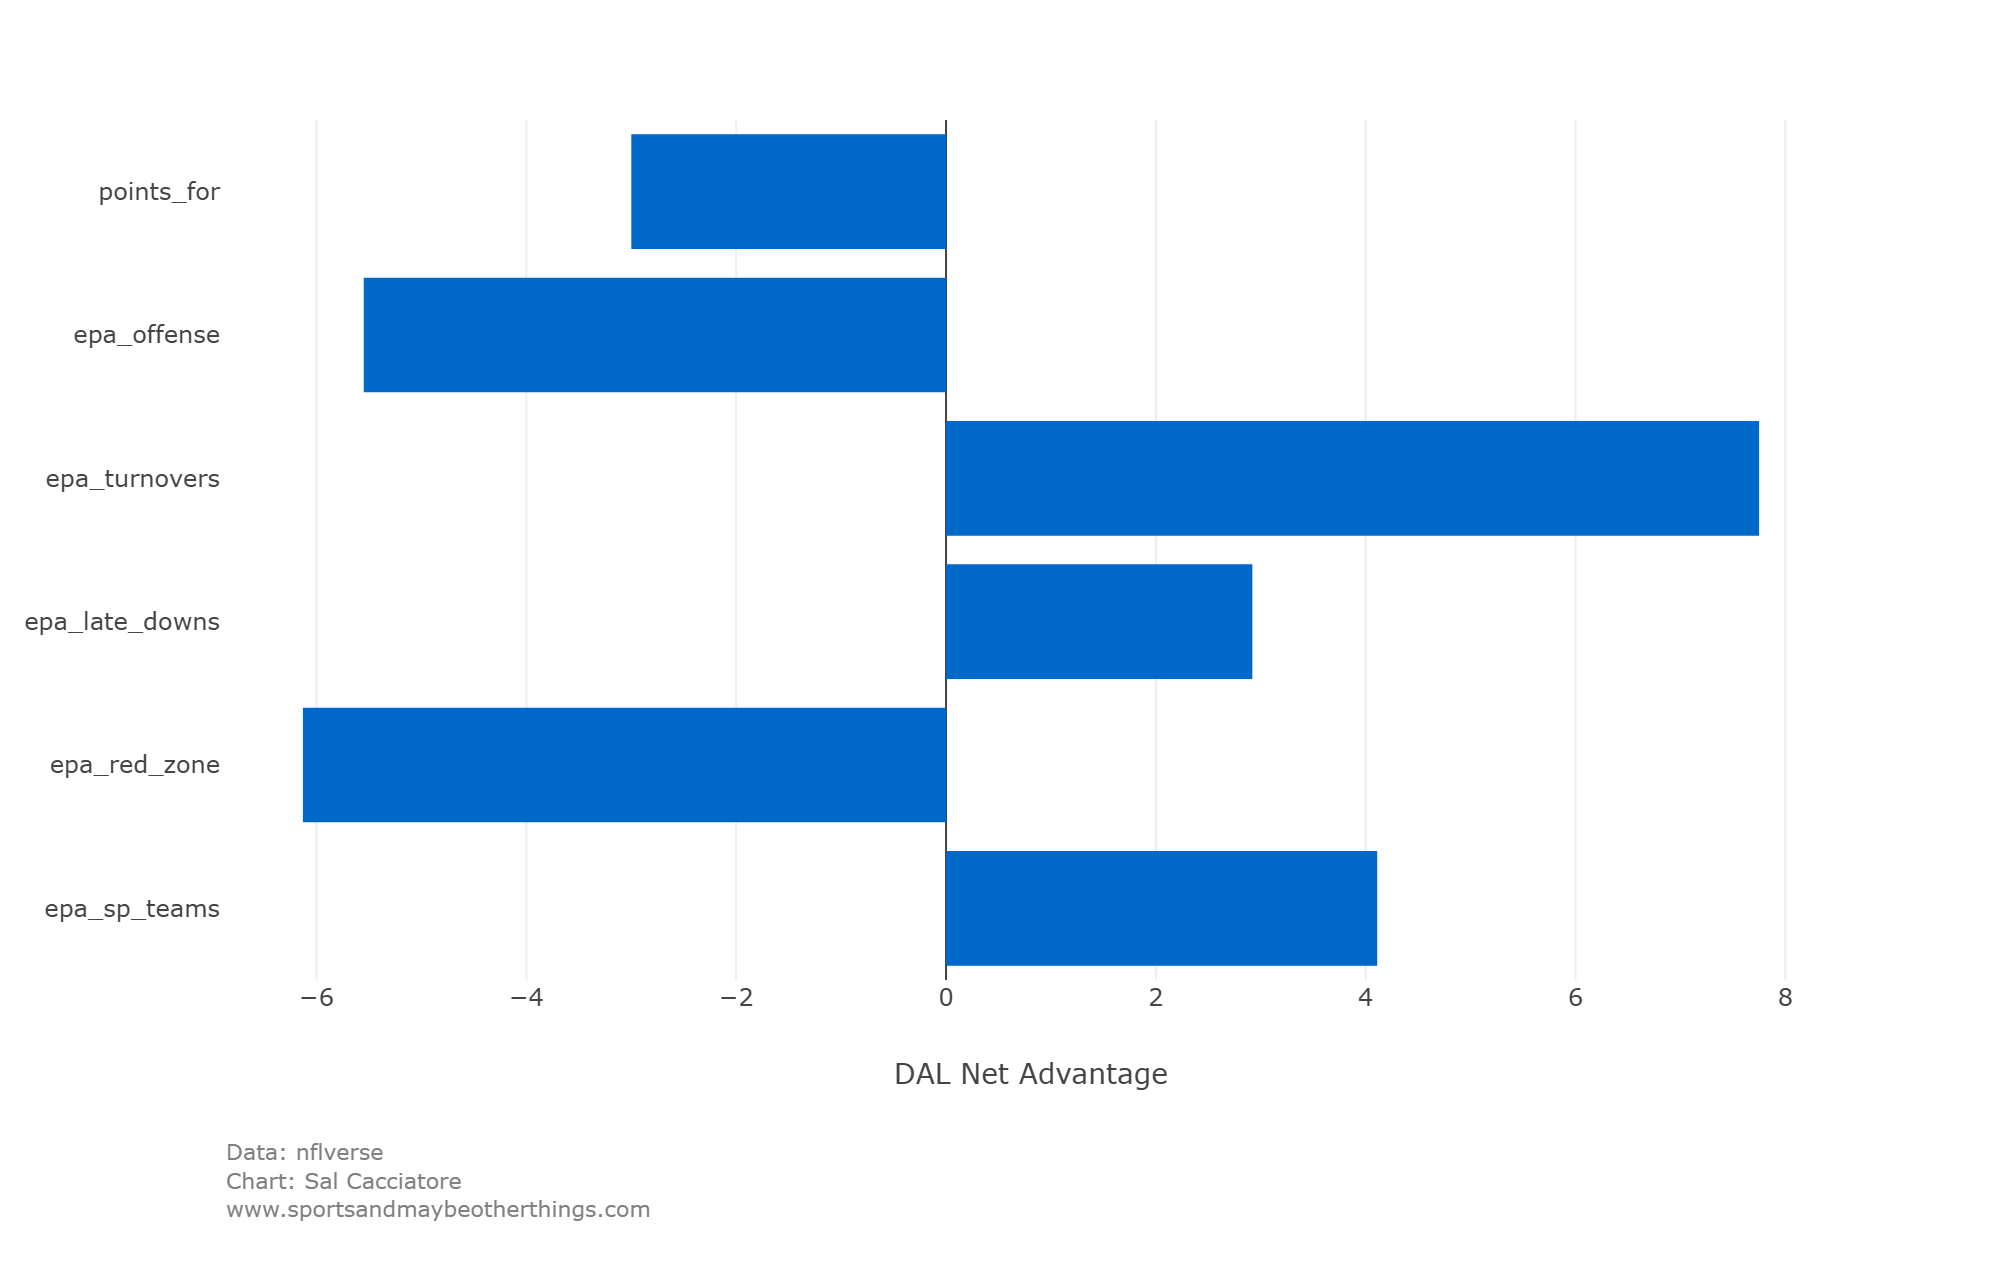 points_for
epa_offense
epa_turnovers
epa_late_downs
epa_red_zone
epa_sp_teams
−6 −4 −2 0 2 4 6 8
DAL Net Advantage
Data: nflverse
Chart: Sal Cacciatore
www.sportsandmaybeotherthings.com